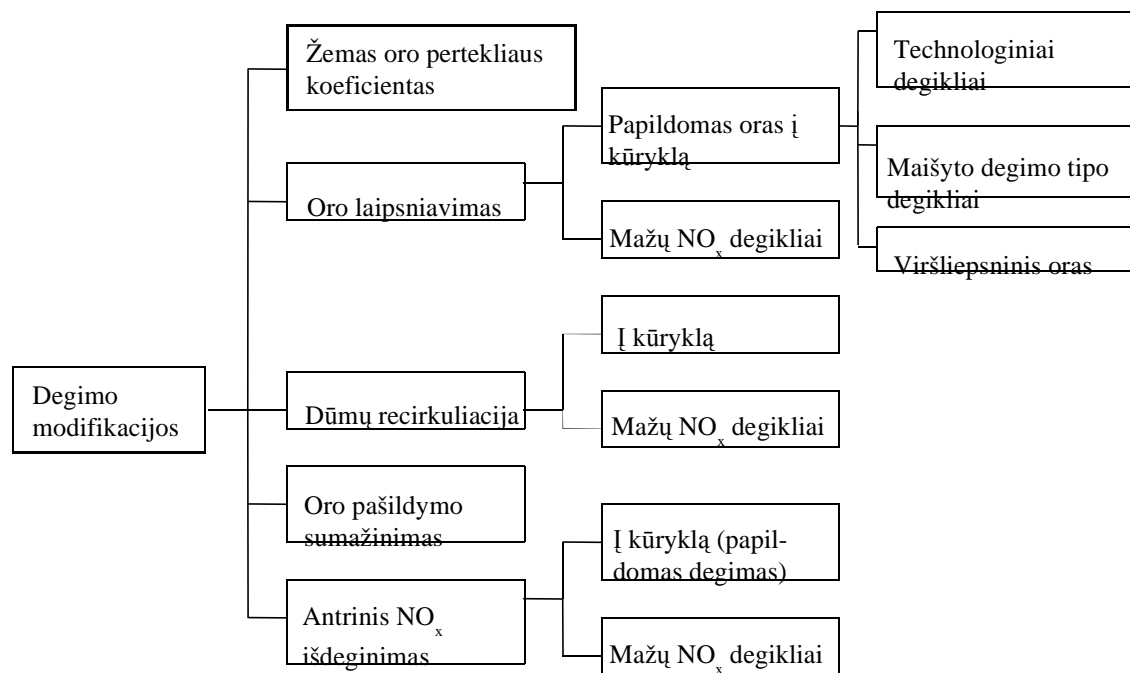 Degimo
modifikacijos
Žemas oro pertekliaus
koeficientas
Oro laipsniavimas
Papildomas oras į
kūryklą
Technologiniai
degikliai
Maišyto degimo tipo
degikliai
Viršliepsninis oras
Mažų NOx degikliai
Dūmų recirkuliacija
Į kūryklą
Mažų NOx degikliai
Oro pašildymo
sumažinimas
Antrinis NOx
išdeginimas
Į kūryklą (papil-
domas degimas)
Mažų NOx degikliai